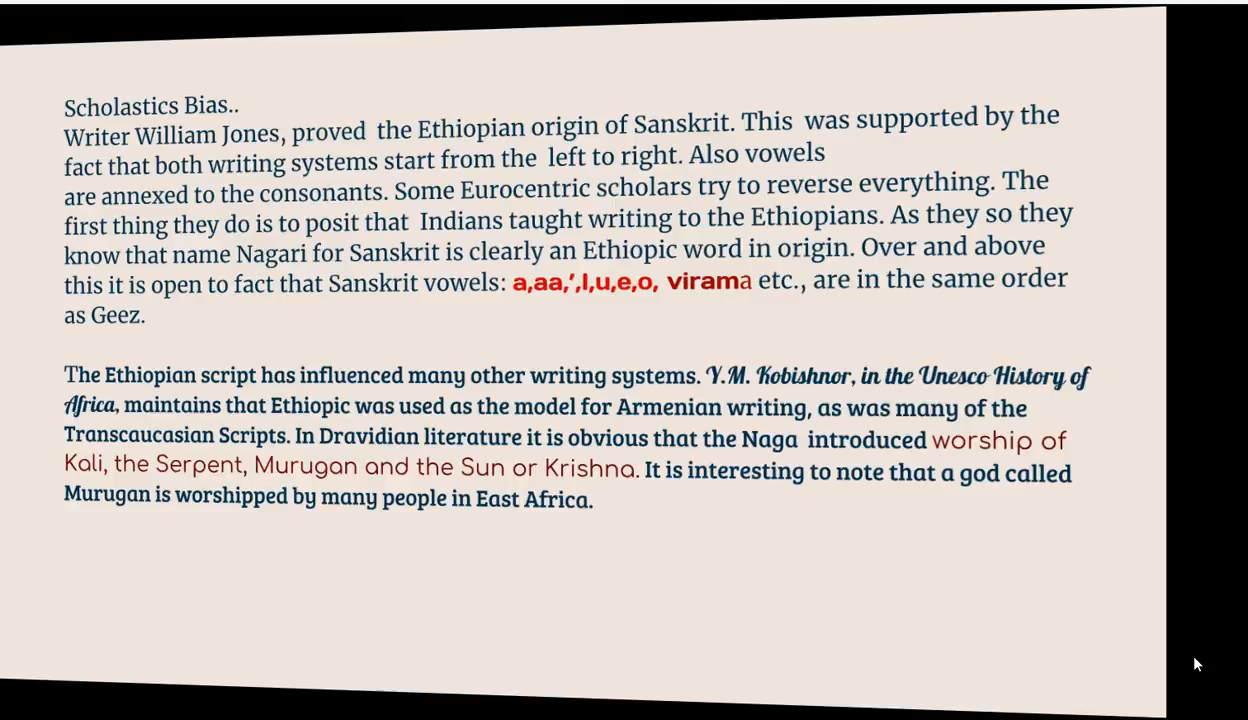 Scholastics Bias..
Writer William Jones, proved the Ethiopian origin of Sanskrit. This was supported by the
fact that both writing systems start from the left to right. Also vowels
are annexed to the consonants. Some Eurocentric scholars try to reverse everything. The
first thing they do is to posit that Indians taught writing to the Ethiopians. As they so they
know that name Nagari for Sanskrit is clearly an Ethiopic word in origin. Over and above
this it is open to fact that Sanskrit vowels: a,aa,',I,u,e,o, virama etc., are in the same order
as Geez.
The Ethiopian script has influenced many other writing systems. Y.M. Kobishnor, in the Unesco History of
Africa, maintains that Ethiopic was used as the model for Armenian writing, as was many of the
Transcaucasian Scripts. In Dravidian literature it is obvious that the Naga introduced worship of
Kali, the Serpent, Murugan and the Sun or Krishna. It is interesting to note that a god called
Murugan is worshipped by many people in East Africa.